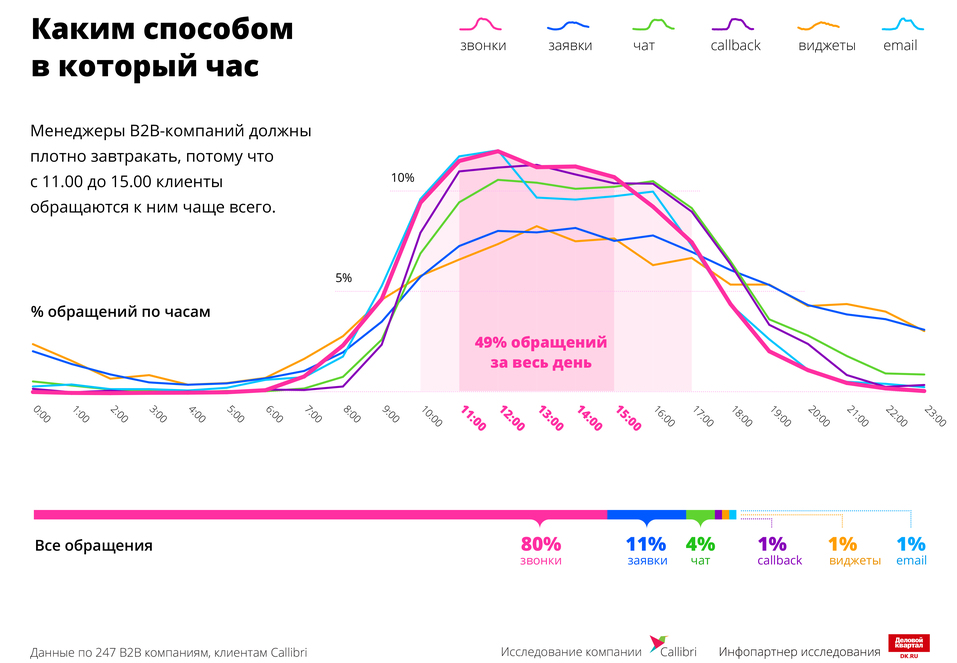 Каким способом
в который час
звонки
заявки
чат
callback
виджеты
email
Менеджеры B2B-компаний должны
плотно завтракать, потому что
с 11.00 до 15.00 клиенты
обращаются к ним чаще всего.
10%
5%
% обращений по часам
49% обращений
за весь день
0:00
1:00
2:00
3:00
4:00
5:00
6:00
7:00
8:00
9:00
10:00
11:00
12:00
13:00
14:00
15:00
16:00
17:00
18:00
19:00
20:00
21:00
22:00
23:00
Все обращения
80%
звонки
11%
заявки
4%
чат
1%
callback
1%
виджеты
1%
email
Данные по 247 B2B компаниям, клиентам Callibri
Исследование компании
Callibri
Инфопартнер исследования
Деловой
квартал
DK.RU